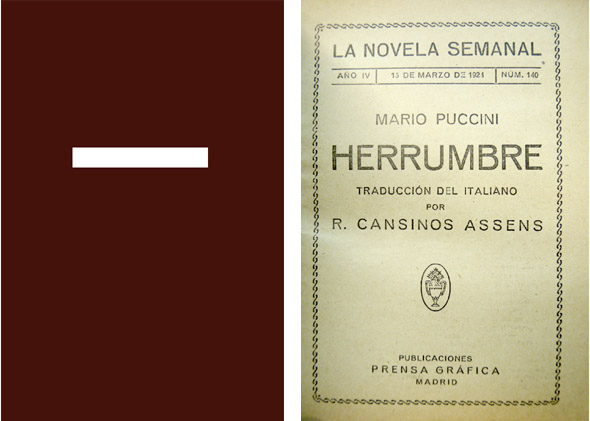 LA NOVELA SEMANAL
AÑO IV 13 DE MARZO DE 1924 NÚM. 140
MARIO PUCCINI
HERRUMBRE
TRADUCCIÓN DEL ITALIANO
POR
R. CANSINOS ASSENS
PUBLICACIONES
PRENSA GRÁFICA
MADRID